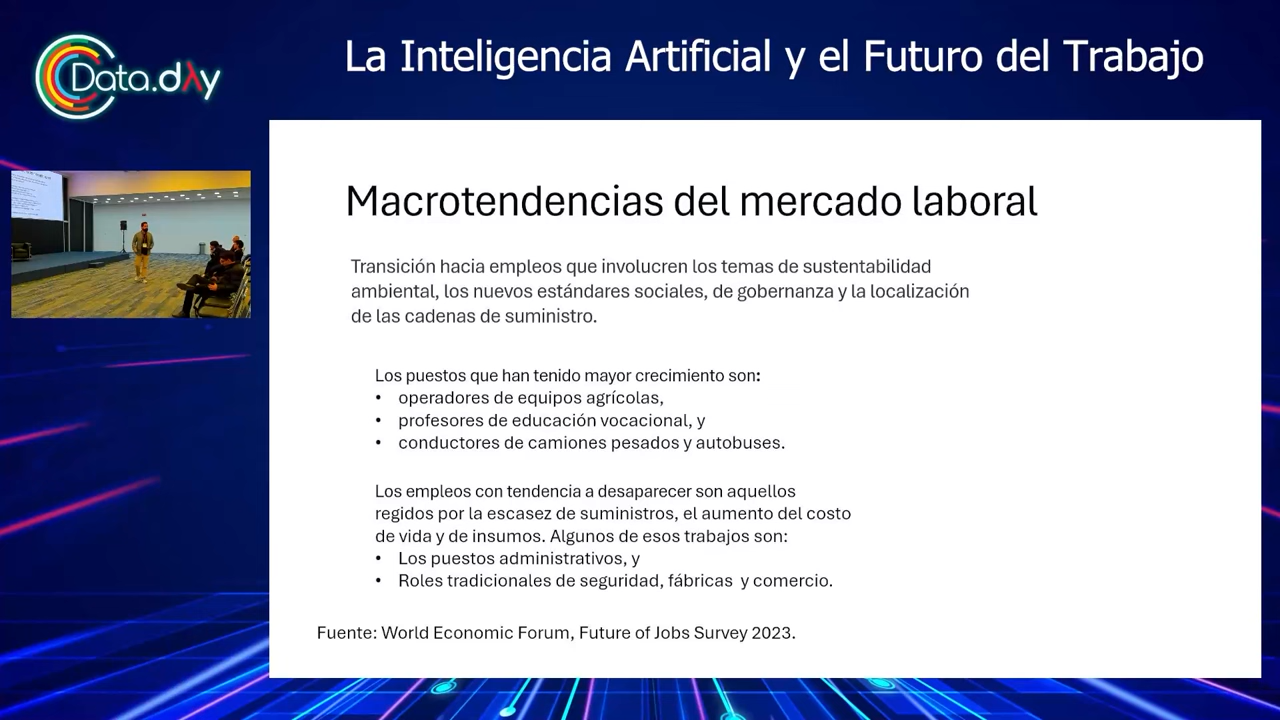 Data.dλy
La Inteligencia Artificial y el Futuro del Trabajo
Macrotendencias del mercado laboral
Transición hacia empleos que involucren los temas de sustentabilidad
ambiental, los nuevos estándares sociales, de gobernanza y la localización
de las cadenas de suministro.
Los puestos que han tenido mayor crecimiento son:
• operadores de equipos agrícolas,
• profesores de educación vocacional, y
• conductores de camiones pesados y autobuses.
Los empleos con tendencia a desaparecer son aquellos
regidos por la escasez de suministros, el aumento del costo
de vida y de insumos. Algunos de esos trabajos son:
• Los puestos administrativos, y
• Roles tradicionales de seguridad, fábricas y comercio.
Fuente: World Economic Forum, Future of Jobs Survey 2023.